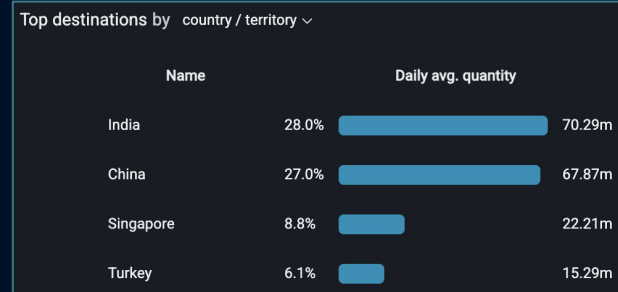 Top destinations by country / territory
Name Daily avg. quantity
India 28.0% 70.29m
China 27.0% 67.87m
Singapore 8.8% 22.21m
Turkey 6.1% 15.29m